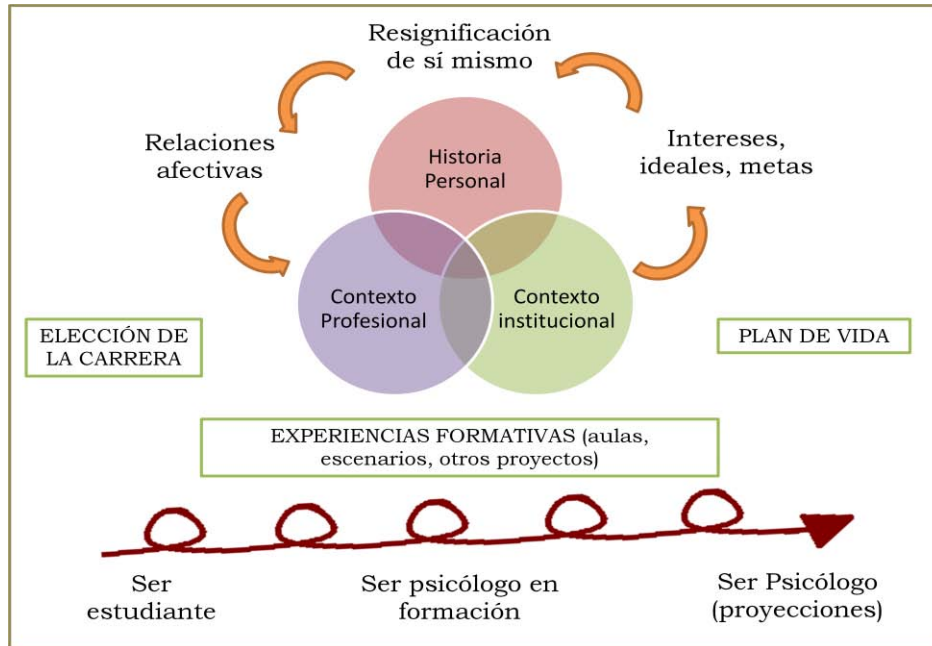 Resignificación
de sí mismo
Relaciones
afectivas
Intereses,
ideales, metas
Historia
Personal
Contexto
Profesional
Contexto
institucional
ELECCIÓN DE
LA CARRERA
PLAN DE VIDA
EXPERIENCIAS FORMATIVAS (aulas,
escenarios, otros proyectos)
Ser
estudiante
Ser psicólogo en
formación
Ser Psicólogo
(proyecciones)